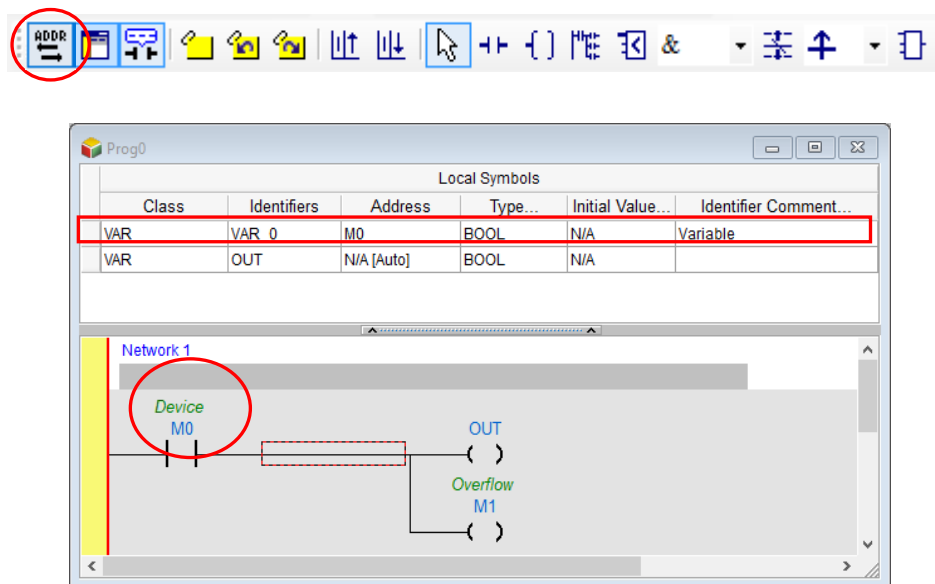 ADDR
&
Prog0
Local Symbols
Class Identifiers Address Type... Initial Value... Identifier Comment...
VAR VAR_0 M0 BOOL N/A Variable
VAR OUT N/A [Auto] BOOL N/A
Network 1
Device
M0 OUT
Overflow
M1